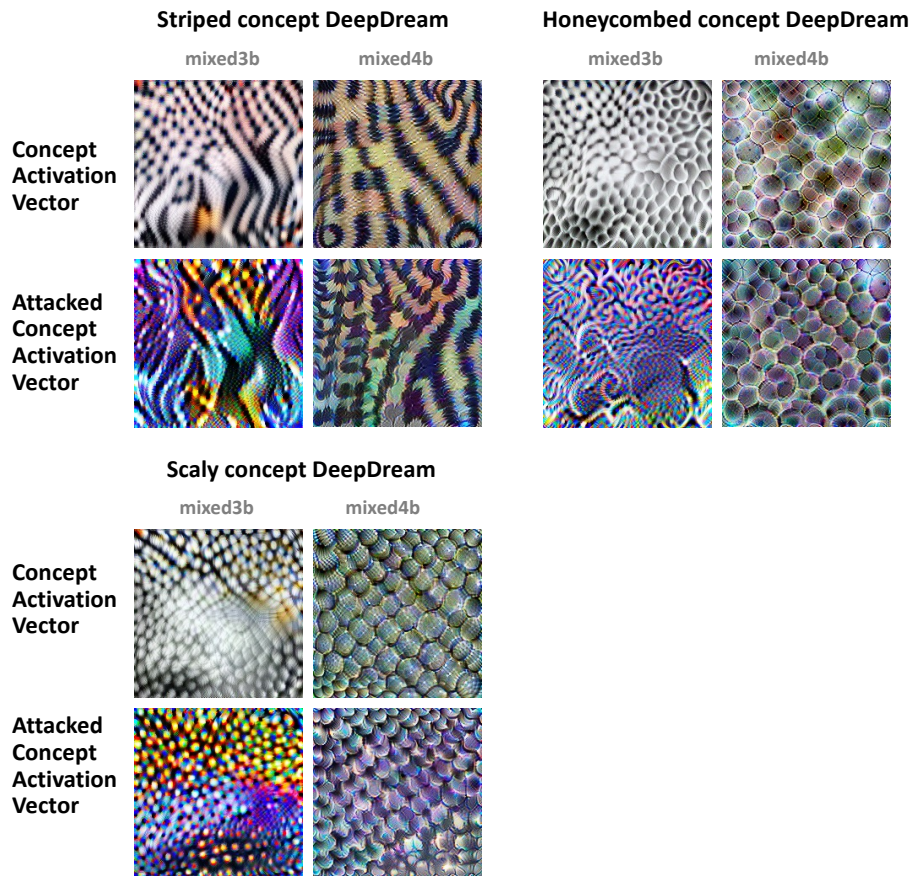 Striped concept DeepDream
Honeycombed concept DeepDream
mixed3b
mixed4b
mixed3b
mixed4b
Concept
Activation
Vector
Attacked
Concept
Activation
Vector
Scaly concept DeepDream
mixed3b
mixed4b
Concept
Activation
Vector
Attacked
Concept
Activation
Vector